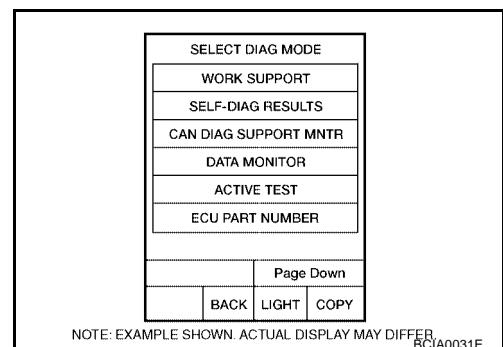 SELECT DIAG MODE
WORK SUPPORT
SELF-DIAG RESULTS
CAN DIAG SUPPORT MNTR
DATA MONITOR
ACTIVE TEST
ECU PART NUMBER
Page Down
BACK LIGHT COPY
NOTE: EXAMPLE SHOWN. ACTUAL DISPLAY MAY DIFFER.
BCIA0031E